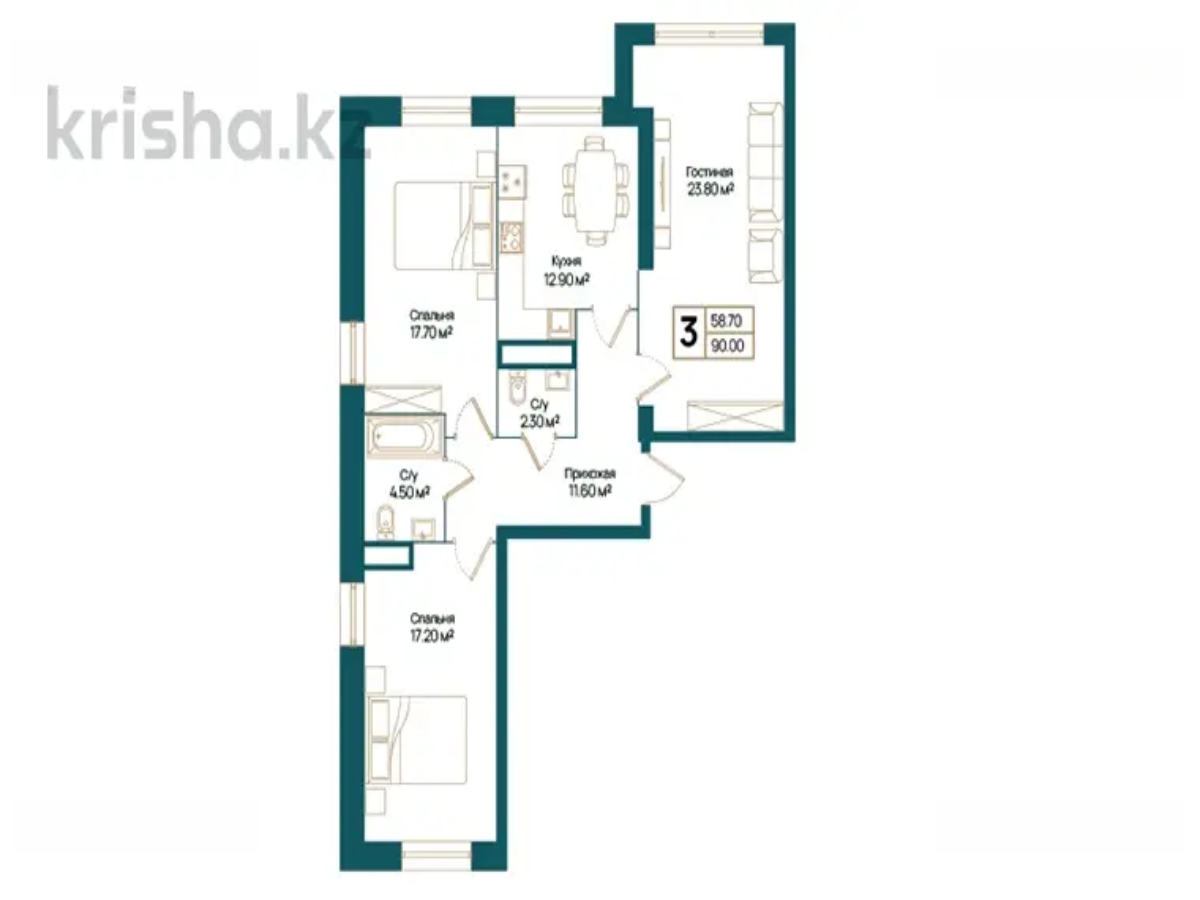 krisha.kz
Гостиная
23.80 м²
Кухня
12.90 м²
Спальня
17.70 м²
3
58.70
90.00
С/у
2.30 м²
С/у
4.50 м²
Прихожая
11.60 м²
Спальня
17.20 м²